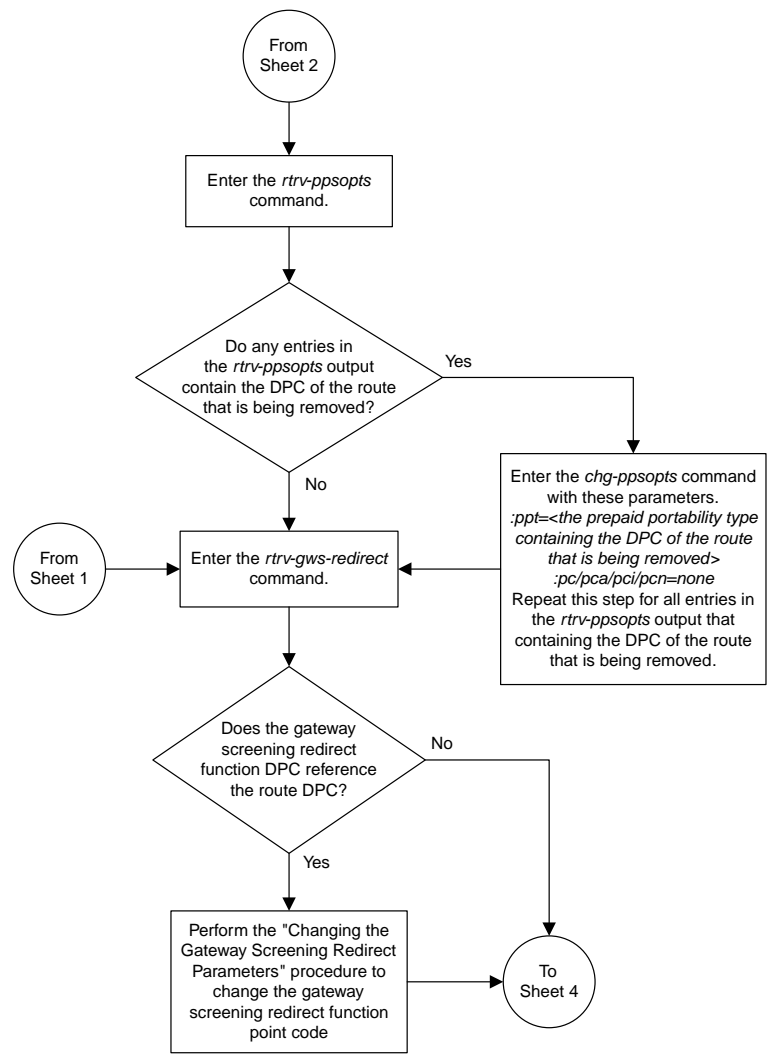 From
Sheet 2
Enter the rtrv-ppsopts
command.
Do any entries in
the rtrv-ppsopts output
contain the DPC of the route
that is being removed?
Yes
No
Enter the chg-ppsopts command
with these parameters.
:ppt=<the prepaid portability type
containing the DPC of the route
that is being removed>
:pc/pca/pci/pcn=none
Repeat this step for all entries in
the rtrv-ppsopts output that
containing the DPC of the route
that is being removed.
From
Sheet 1
Enter the rtrv-gws-redirect
command.
Does the gateway
screening redirect
function DPC reference
the route DPC?
No
Yes
Perform the "Changing the
Gateway Screening Redirect
Parameters" procedure to
change the gateway
screening redirect function
point code
To
Sheet 4